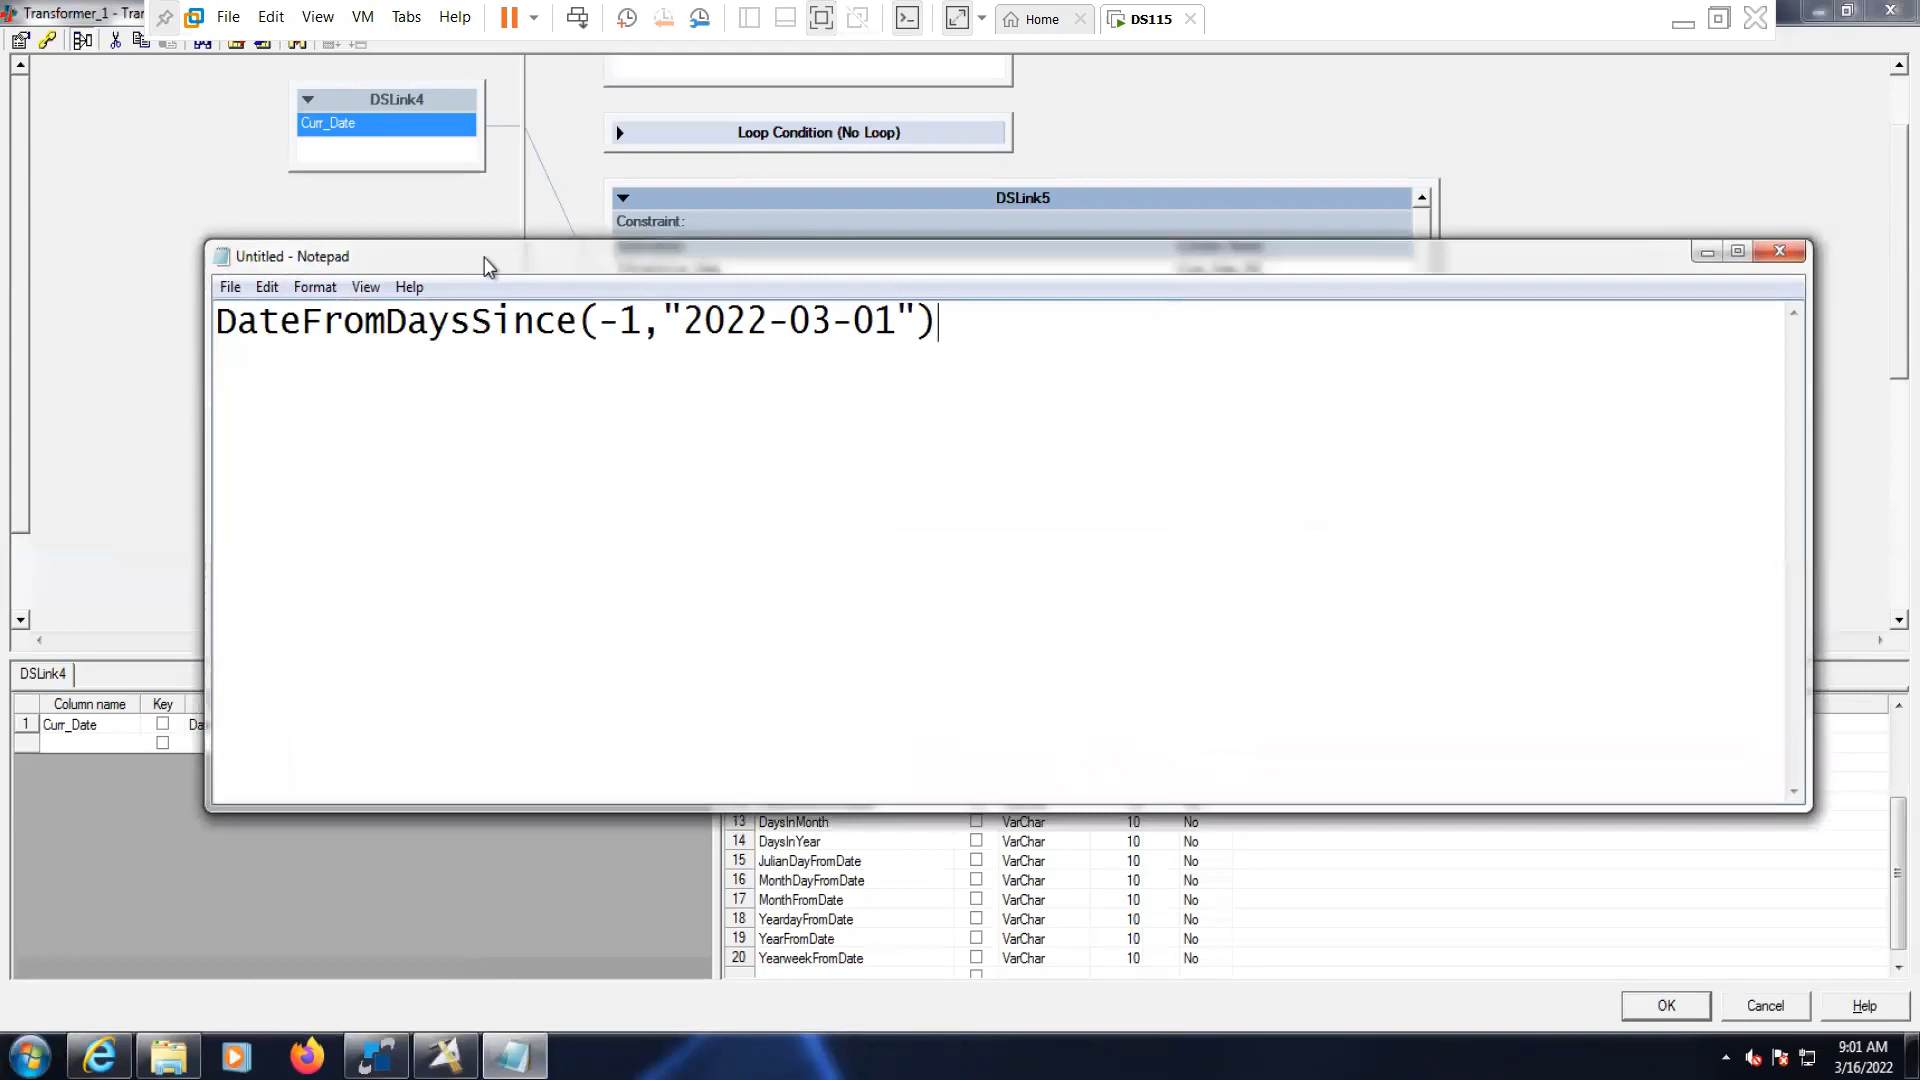 Transformer_1 - Trar
File Edit View VM Tabs Help
Home
DS115
DSLink4
Curr_Date
Loop Condition (No Loop)
DSLink5
Constraint:
Untitled - Notepad
File Edit Format View Help
DateFromDaysSince(-1,"2022-03-01")
DSLink4
Column name Key
1 Curr_Date Da
13 DaysInMonth VarChar 10 No
14 DaysInYear VarChar 10 No
15 JulianDayFromDate VarChar 10 No
16 MonthDayFromDate VarChar 10 No
17 MonthFromDate VarChar 10 No
18 YeardayFromDate VarChar 10 No
19 YearFromDate VarChar 10 No
20 YearweekFromDate VarChar 10 No
OK Cancel Help
9:01 AM
3/16/2022